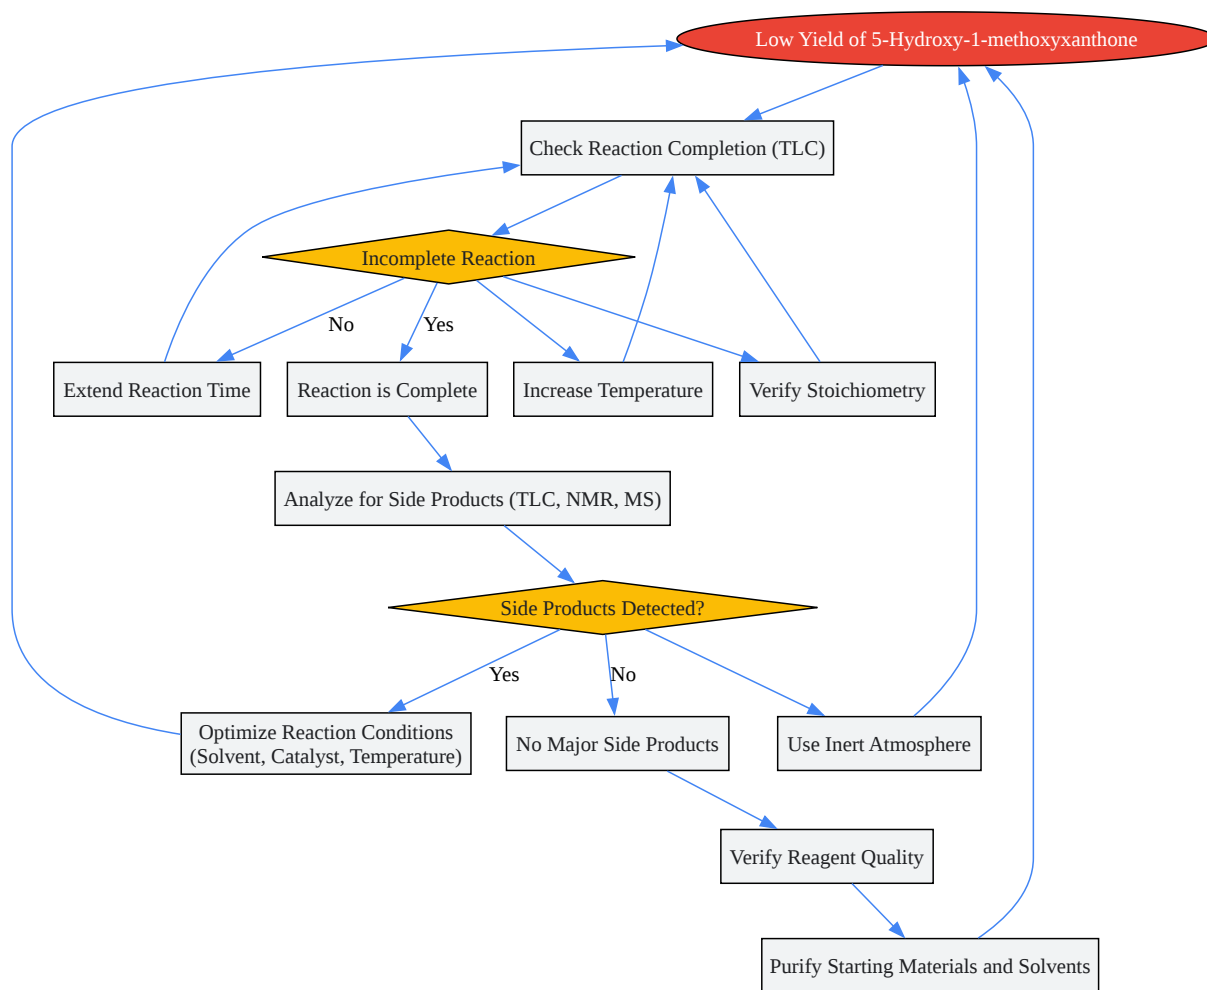 Low Yield of 5-Hydroxy-1-methoxyxanthone
Check Reaction Completion (TLC)
Incomplete Reaction
No
Yes
Extend Reaction Time
Reaction is Complete
Increase Temperature
Verify Stoichiometry
Analyze for Side Products (TLC, NMR, MS)
Side Products Detected?
Yes
No
Optimize Reaction Conditions
(Solvent, Catalyst, Temperature)
No Major Side Products
Use Inert Atmosphere
Verify Reagent Quality
Purify Starting Materials and Solvents